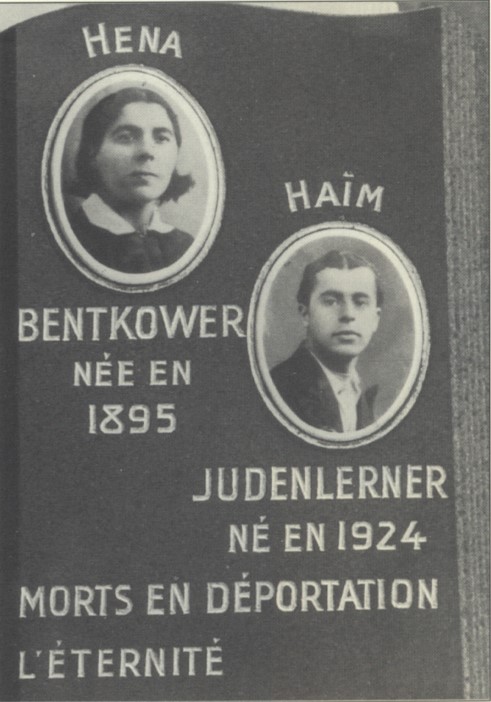 HENA
BENTKOWER
NÉE EN
1895
HAÏM
JUDENLERNER
NÉ EN 1924
MORTS EN DÉPORTATION
L'ÉTERNITÉ